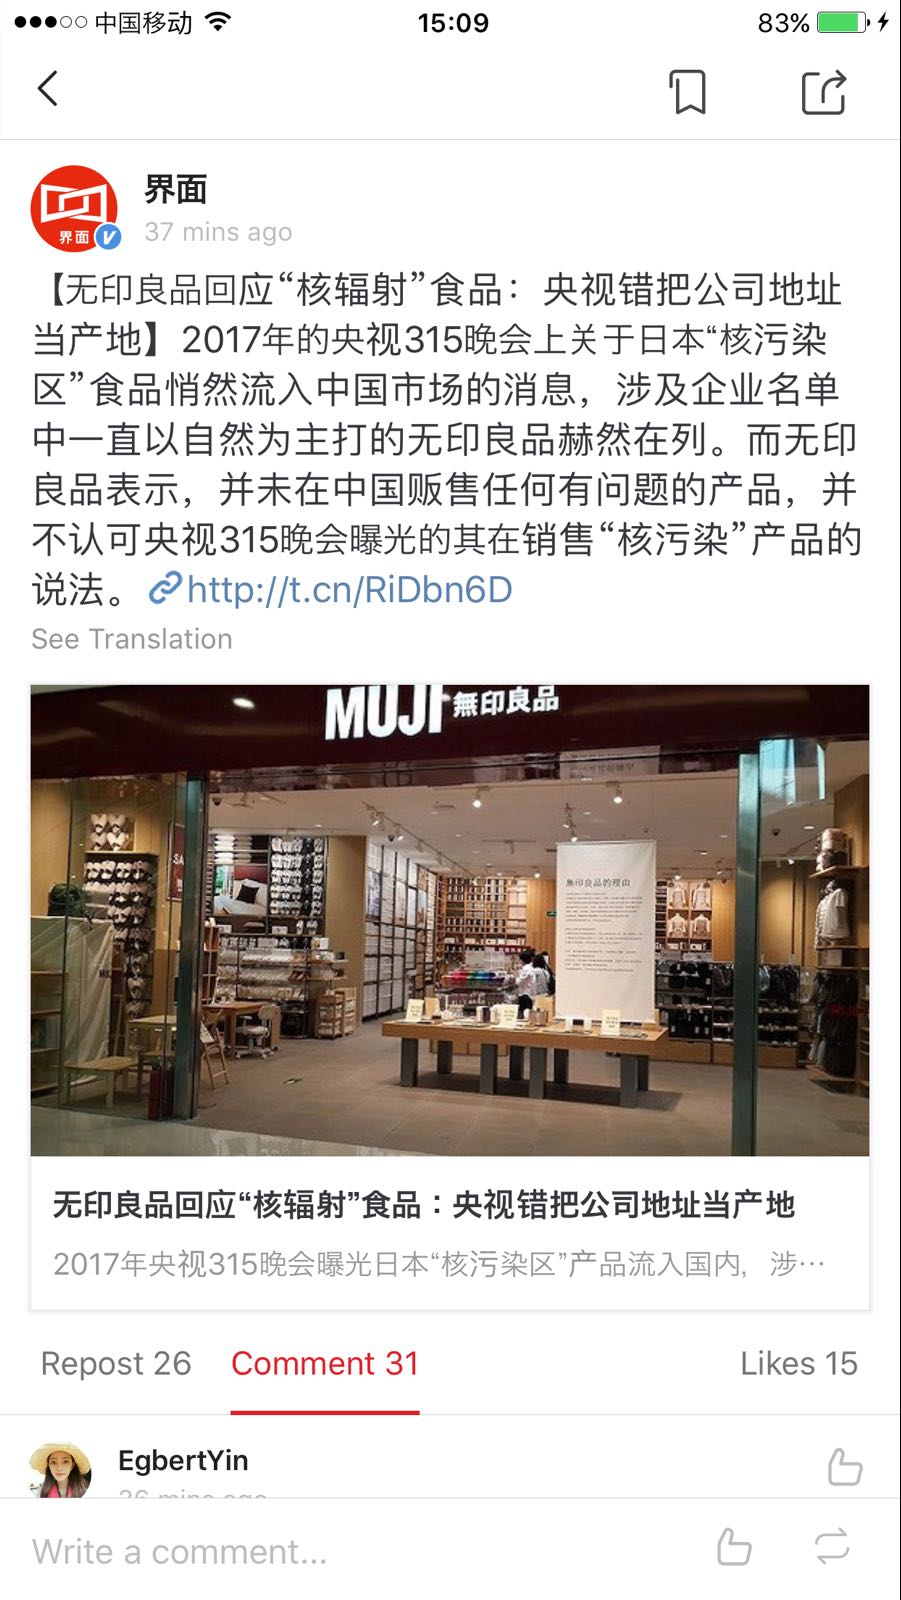 中国移动
15:09
83%
界面
界面
37 mins ago
【无印良品回应“核辐射”食品：央视错把公司地址
当产地】2017年的央视315晚会上关于日本“核污染
区”食品悄然流入中国市场的消息，涉及企业名单
中一直以自然为主打的无印良品赫然在列。而无印
良品表示，并未在中国贩售任何有问题的产品，并
不认可央视315晚会曝光的其在销售“核污染”产品的
说法。http://t.cn/RiDbn6D
See Translation
MUJI 無印良品
無印良品的理由
无印良品回应“核辐射”食品：央视错把公司地址当产地
2017年央视315晚会曝光日本“核污染区”产品流入国内，涉…
Repost 26
Comment 31
Likes 15
EgbertYin
36 mins ago
Write a comment...